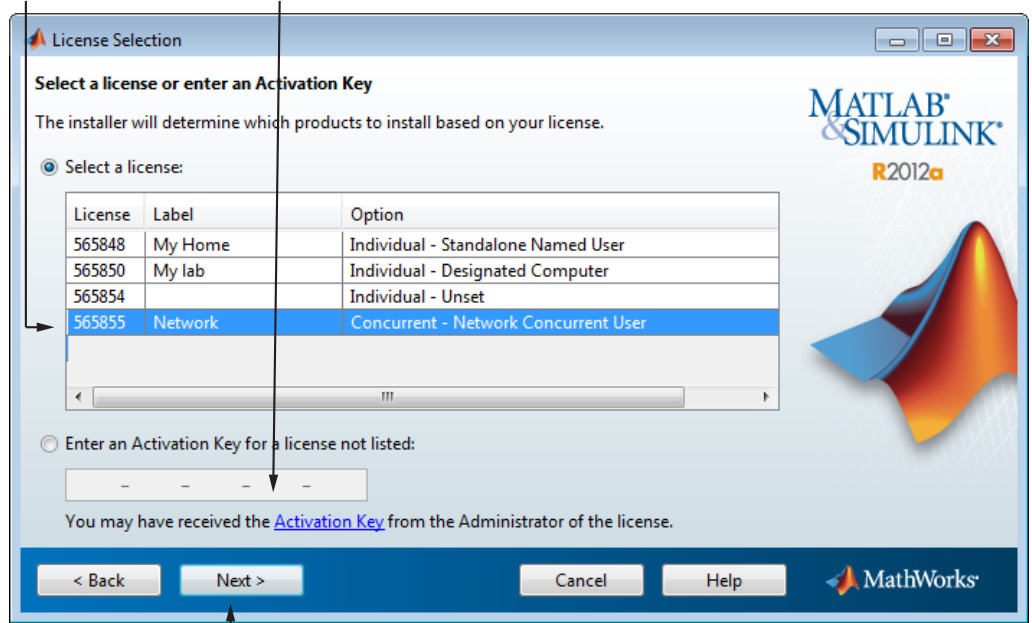 License Selection
Select a license or enter an Activation Key
The installer will determine which products to install based on your license.
MATLAB®
&SIMULINK®
R2012a
Select a license:
License Label Option
565848 My Home Individual - Standalone Named User
565850 My lab Individual - Designated Computer
565854 Individual - Unset
565855 Network Concurrent - Network Concurrent User
Enter an Activation Key for a license not listed:
– – – –
You may have received the Activation Key from the Administrator of the license.
< Back Next > Cancel Help MathWorks®